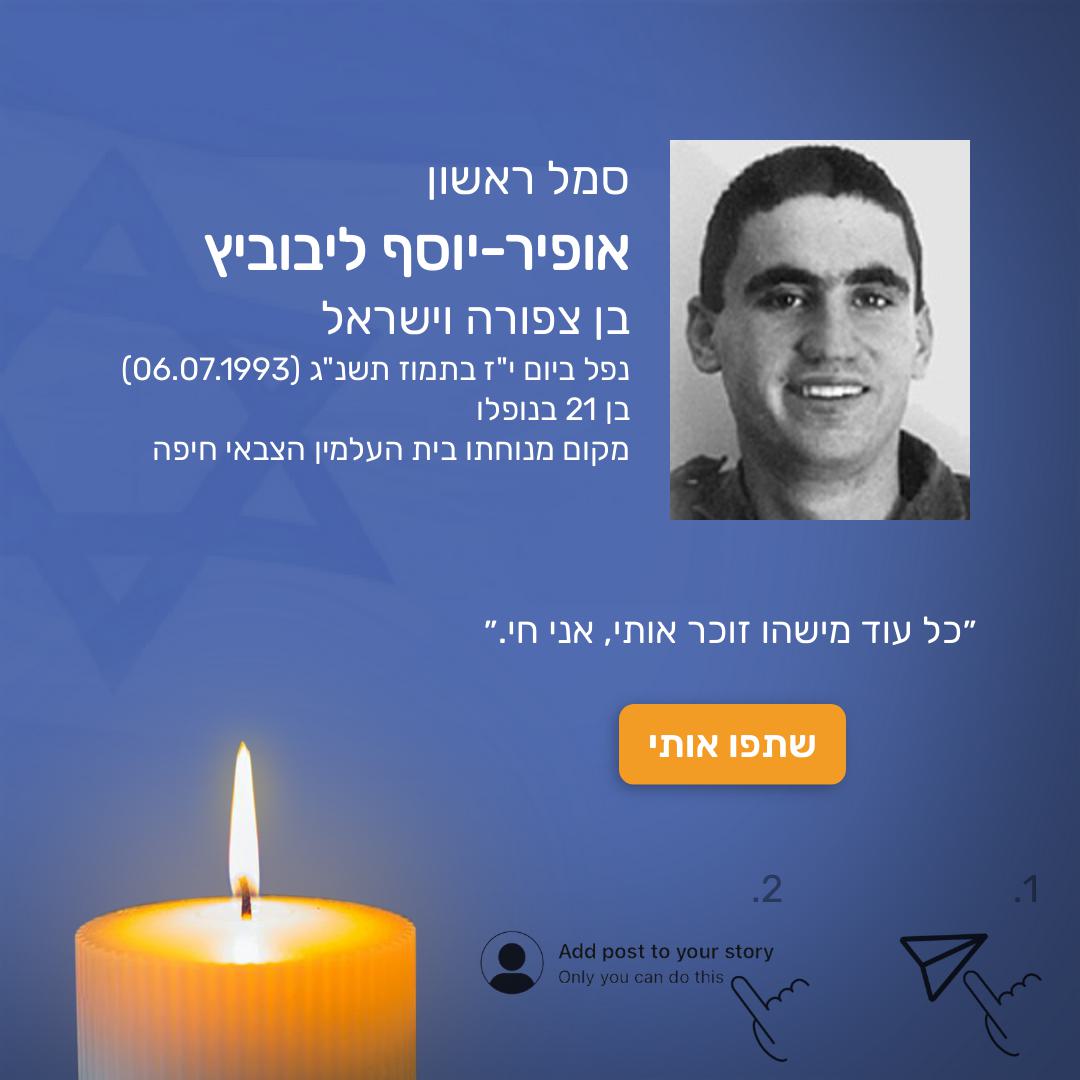 סמל ראשון
אופיר-יוסף ליבוביץ
בן צפורה וישראל
נפל ביום י"ז בתמוז תשנ"ג (06.07.1993)
בן 21 בנופלו
מקום מנוחתו בית העלמין הצבאי חיפה
״כל עוד מישהו זוכר אותי, אני חי.״
שתפו אותי
1.
2.
Add post to your story
Only you can do this